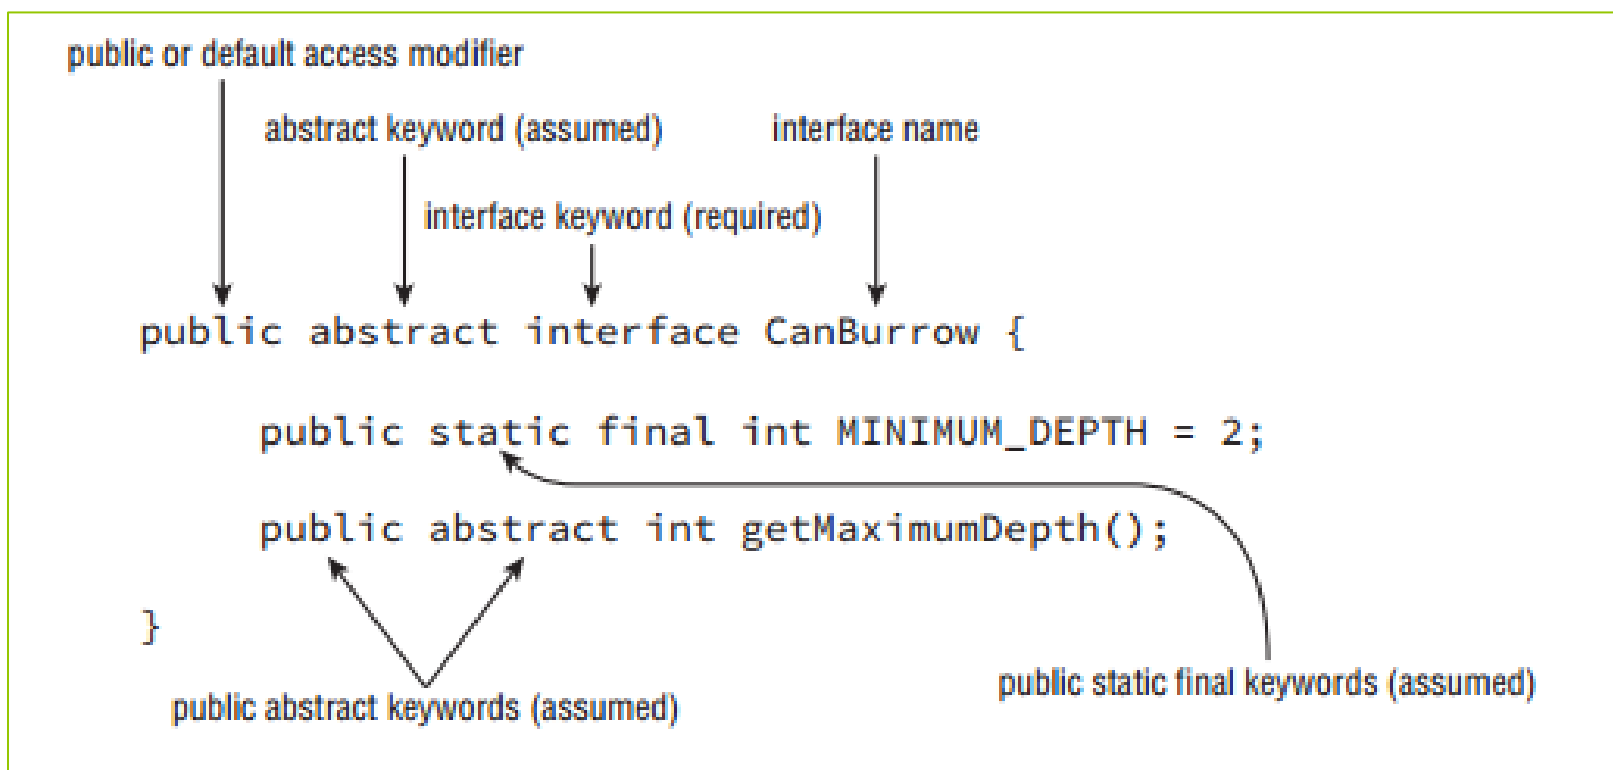 public or default access modifier
abstract keyword (assumed)
interface name
interface keyword (required)
public abstract interface CanBurrow {
public static final int MINIMUM_DEPTH = 2;
public abstract int getMaximumDepth();
}
public abstract keywords (assumed)
public static final keywords (assumed)